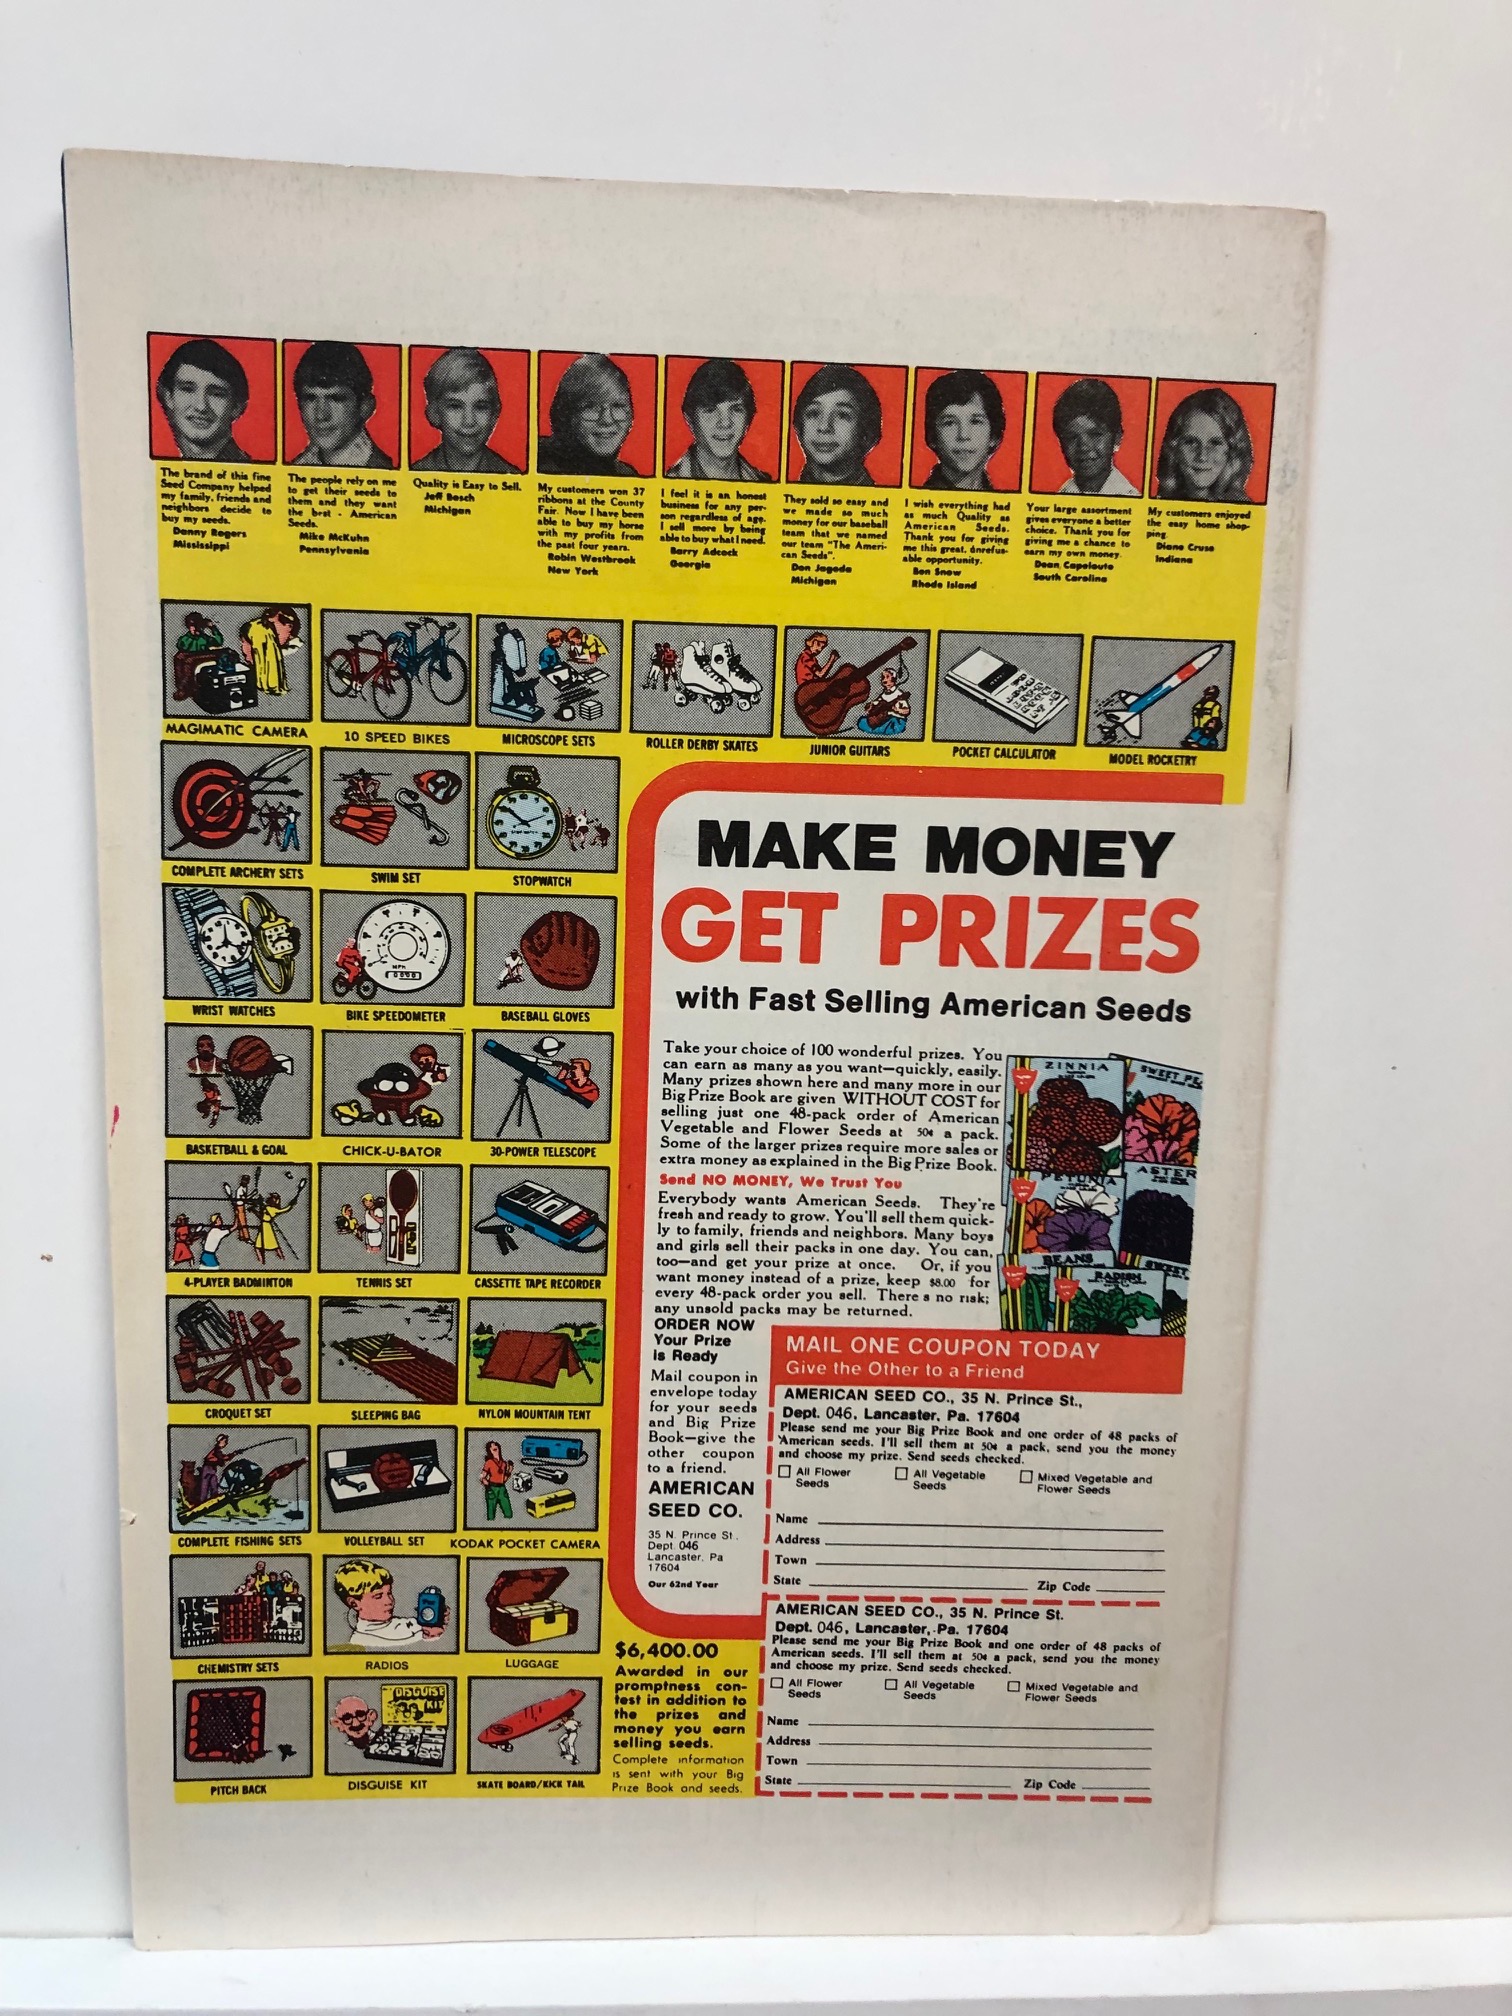 The brand of this fine
Seed Company helped
my family, friends and
neighbors decide to
buy my seeds.
Danny Rogers
Mississippi
The people rely on me
to get their seeds to
them and they want
the best - American
Seeds.
Mike McKuhn
Pennsylvania
Quality is Easy to Sell.
Jeff Bosch
Michigan
My customers won 37
ribbons at the County
Fair. Now I have been
able to buy my horse
with my profits from
the past four years.
Robin Westbrook
New York
I feel it is an honest
business for any per-
son regardless of age.
I sell more by being
able to buy what I need.
Barry Adcock
Georgia
They sold so easy and
we made so much
money for our baseball
team that we named
our team "The Ameri-
can Seeds".
Don Jagoda
Michigan
I wish everything had
as much Quality as
American Seeds.
Thank you for giving
me this great, unrefus-
able opportunity.
Ben Snow
Rhode Island
Your large assortment
gives everyone a better
choice. Thank you for
giving me a chance to
earn my own money.
Dean Capeloute
South Carolina
My customers enjoyed
the easy home shop-
ping.
Diane Cruse
Indiana
MAGIMATIC CAMERA
10 SPEED BIKES
MICROSCOPE SETS
ROLLER DERBY SKATES
JUNIOR GUITARS
POCKET CALCULATOR
MODEL ROCKETRY
COMPLETE ARCHERY SETS
SWIM SET
STOPWATCH
WRIST WATCHES
MPH
BIKE SPEEDOMETER
BASEBALL GLOVES
BASKETBALL & GOAL
CHICK-U-BATOR
30-POWER TELESCOPE
4-PLAYER BADMINTON
TENNIS SET
CASSETTE TAPE RECORDER
CROQUET SET
SLEEPING BAG
NYLON MOUNTAIN TENT
COMPLETE FISHING SETS
VOLLEYBALL SET
KODAK POCKET CAMERA
CHEMISTRY SETS
RADIOS
LUGGAGE
PITCH BACK
DISGUISE
KIT
DISGUISE KIT
SKATE BOARD/KICK TAIL
MAKE MONEY
GET PRIZES
with Fast Selling American Seeds
Take your choice of 100 wonderful prizes. You
can earn as many as you want—quickly, easily.
Many prizes shown here and many more in our
Big Prize Book are given WITHOUT COST for
selling just one 48-pack order of American
Vegetable and Flower Seeds at 50¢ a pack.
Some of the larger prizes require more sales or
extra money as explained in the Big Prize Book.
Send NO MONEY, We Trust You
Everybody wants American Seeds. They're
fresh and ready to grow. You'll sell them quick-
ly to family, friends and neighbors. Many boys
and girls sell their packs in one day. You can,
too—and get your prize at once. Or, if you
want money instead of a prize, keep $8.00 for
every 48-pack order you sell. There s no risk;
any unsold packs may be returned.
ZINNIA
SWEET PE
ASTER
PETUNIA
BEANS
RADISH
SWEET
ORDER NOW
Your Prize
is Ready
Mail coupon in
envelope today
for your seeds
and Big Prize
Book—give the
other coupon
to a friend.
AMERICAN
SEED CO.
35 N. Prince St.
Dept. 046
Lancaster, Pa
17604
Our 62nd Year
$6,400.00
Awarded in our
promptness con-
test in addition to
the prizes and
money you earn
selling seeds.
Complete information
is sent with your Big
Prize Book and seeds.
MAIL ONE COUPON TODAY
Give the Other to a Friend
AMERICAN SEED CO., 35 N. Prince St.,
Dept. 046, Lancaster, Pa. 17604
Please send me your Big Prize Book and one order of 48 packs of
American seeds. I'll sell them at 50¢ a pack, send you the money
and choose my prize. Send seeds checked.
All Flower Seeds
All Vegetable Seeds
Mixed Vegetable and Flower Seeds
Name
Address
Town
State Zip Code
AMERICAN SEED CO., 35 N. Prince St.
Dept. 046, Lancaster, Pa. 17604
Please send me your Big Prize Book and one order of 48 packs of
American seeds. I'll sell them at 50¢ a pack, send you the money
and choose my prize. Send seeds checked.
All Flower Seeds
All Vegetable Seeds
Mixed Vegetable and Flower Seeds
Name
Address
Town
State Zip Code